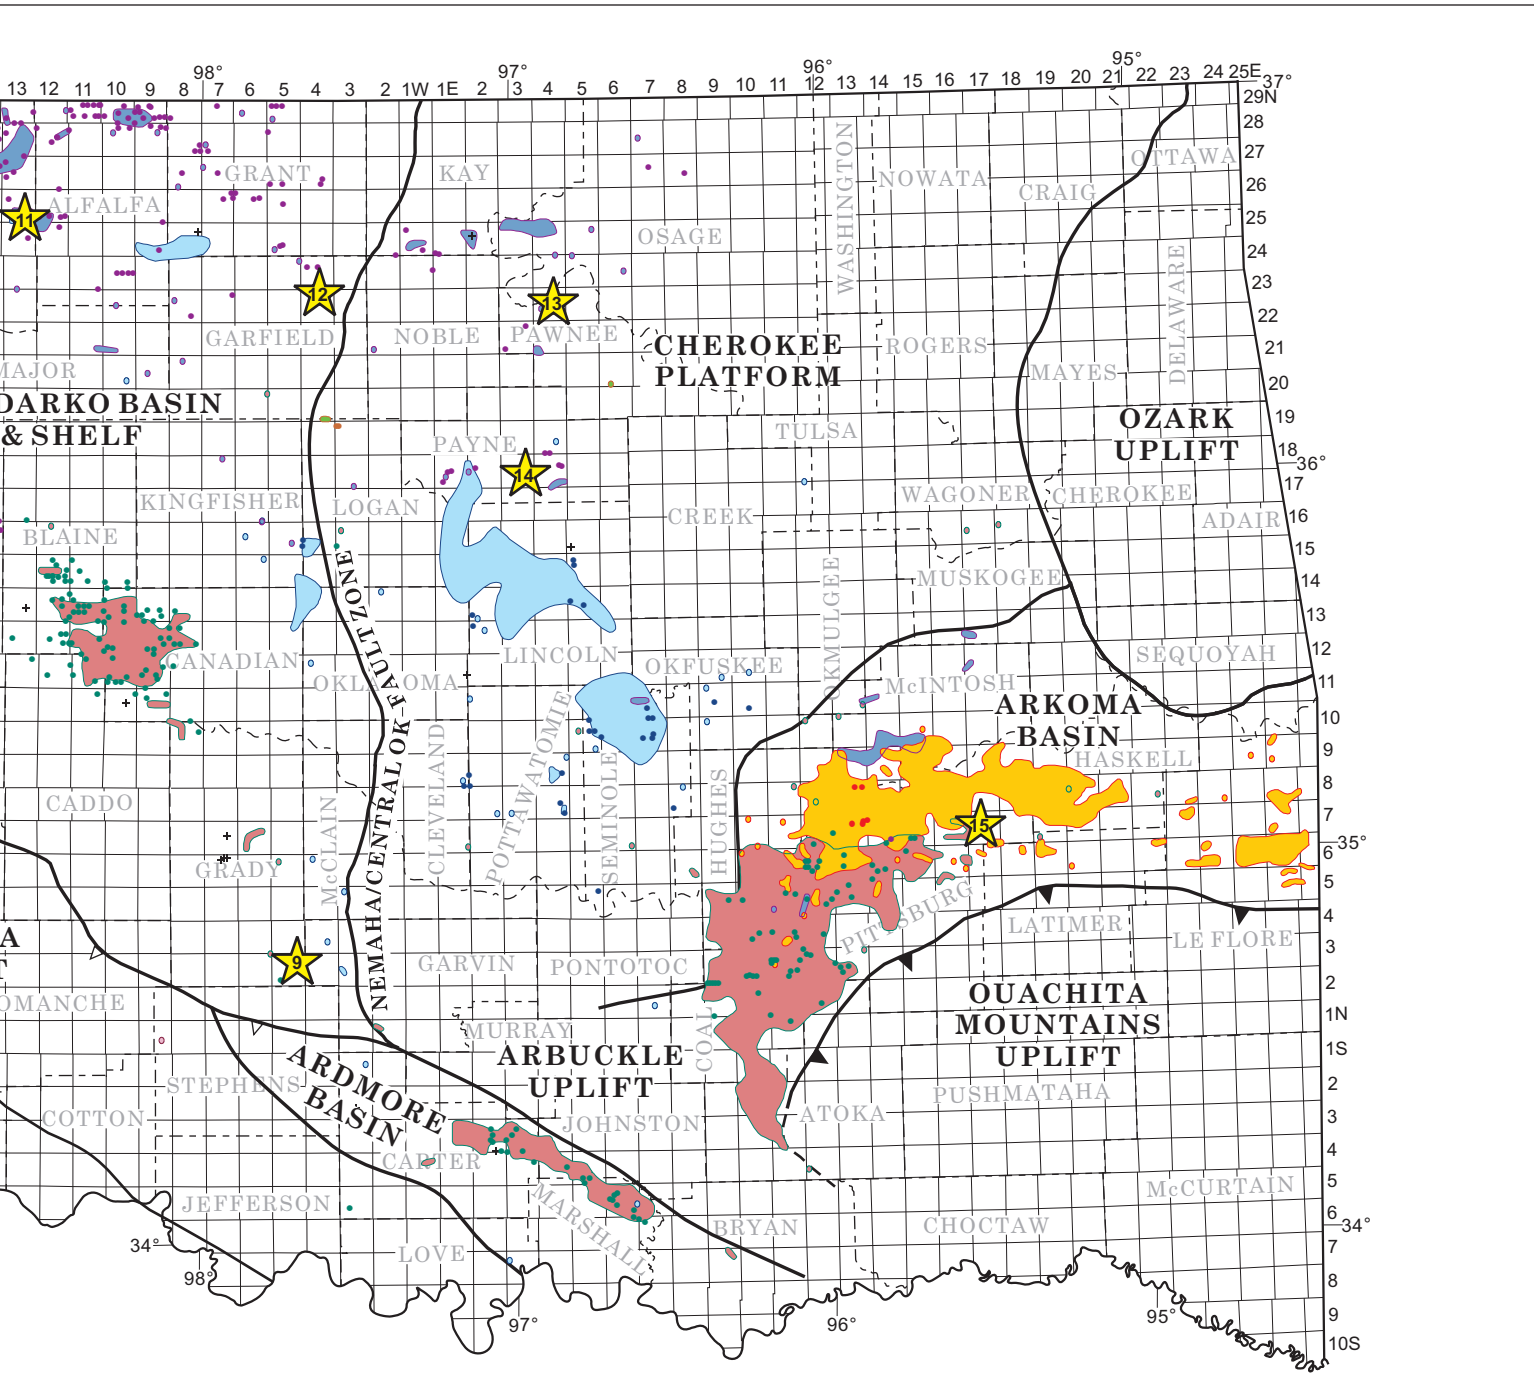 98°
97°
96°
95°
13 12 11 10 9 8 7 6 5 4 3 2 1W 1E 2 3 4 5 6 7 8 9 10 11 12 13 14 15 16 17 18 19 20 21 22 23 24 25E
37°
29N
28
27
26
25
24
23
22
21
20
19
18
36°
17
16
15
14
13
12
11
10
9
8
7
35°
6
5
4
3
2
1N
1S
2
3
4
5
6
34°
7
8
9
10S
GRANT
KAY
WASHINGTON
NOWATA
CRAIG
OTTAWA
ALFALFA
11
OSAGE
DELAWARE
12
13
GARFIELD
NOBLE
PAWNEE
CHEROKEE
PLATFORM
ROGERS
MAYES
MAJOR
DARKO BASIN
& SHELF
OZARK
UPLIFT
PAYNE
14
TULSA
KINGFISHER
LOGAN
CREEK
WAGONER
CHEROKEE
ADAIR
BLAINE
MUSKOGEE
OKMULGEE
CANADIAN
LINCOLN
OKFUSKEE
SEQUOYAH
OKLAHOMA
McINTOSH
NEMAHA/CENTRAL OK. FAULT ZONE
ARKOMA
BASIN
CLEVELAND
POTTAWATOMIE
SEMINOLE
HUGHES
HASKELL
CADDO
McCLAIN
15
GRADY
PITTSBURG
LATIMER
LE FLORE
A
9
GARVIN
PONTOTOC
OMANCHE
OUACHITA
MOUNTAINS
UPLIFT
MURRAY
COAL
ARBUCKLE
UPLIFT
ARDMORE
BASIN
STEPHENS
PUSHMATAHA
COTTON
JOHNSTON
ATOKA
CARTER
JEFFERSON
MARSHALL
McCURTAIN
BRYAN
CHOCTAW
LOVE
34°
98°
97°
96°
95°